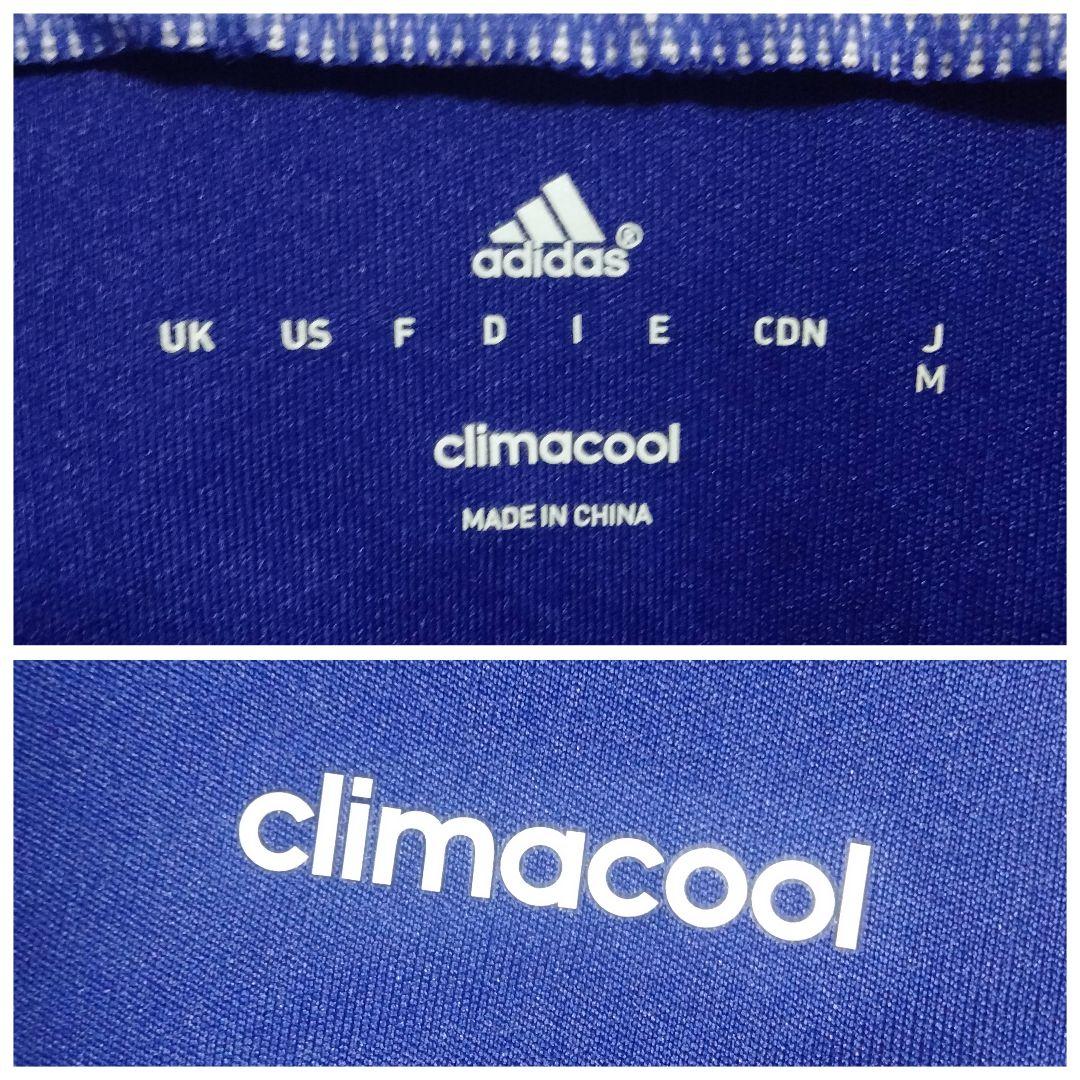 adidas®
UK US F D I E CDN J
M
climacool
MADE IN CHINA
climacool